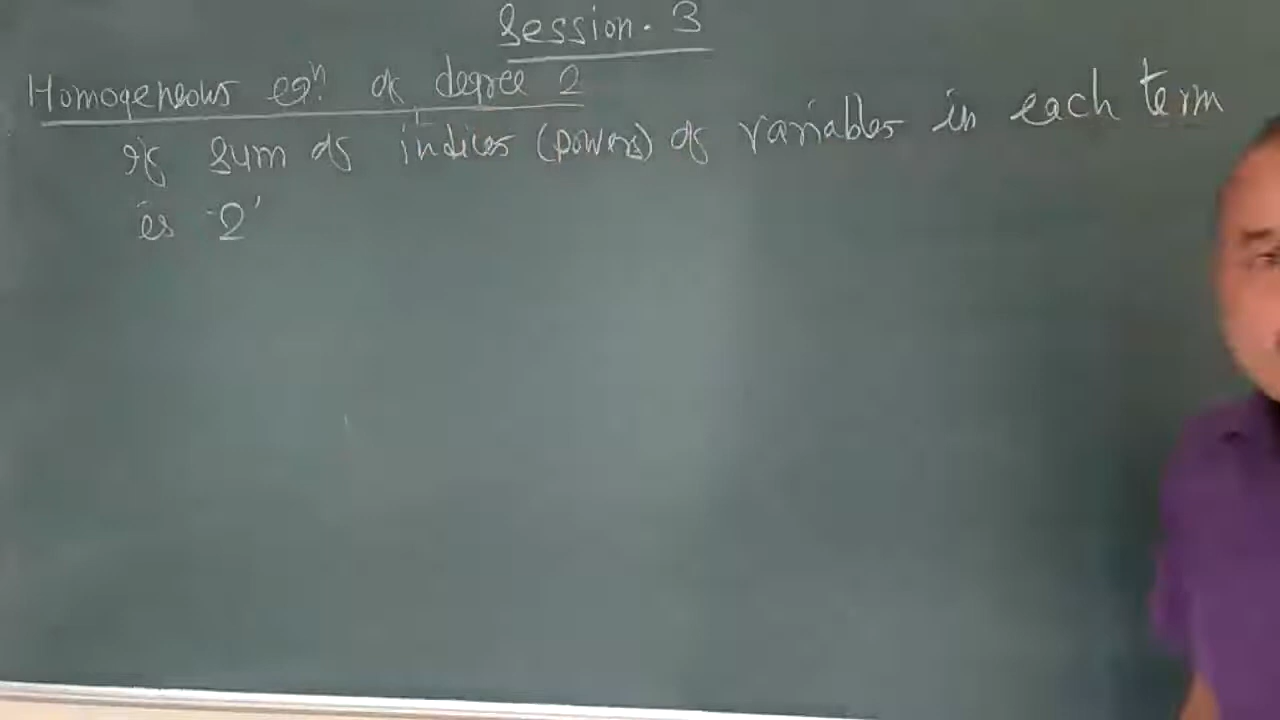 Session. 3
Homogeneous eqⁿ. of degree 2
If sum of indices (powers) of variables in each term
is '2'